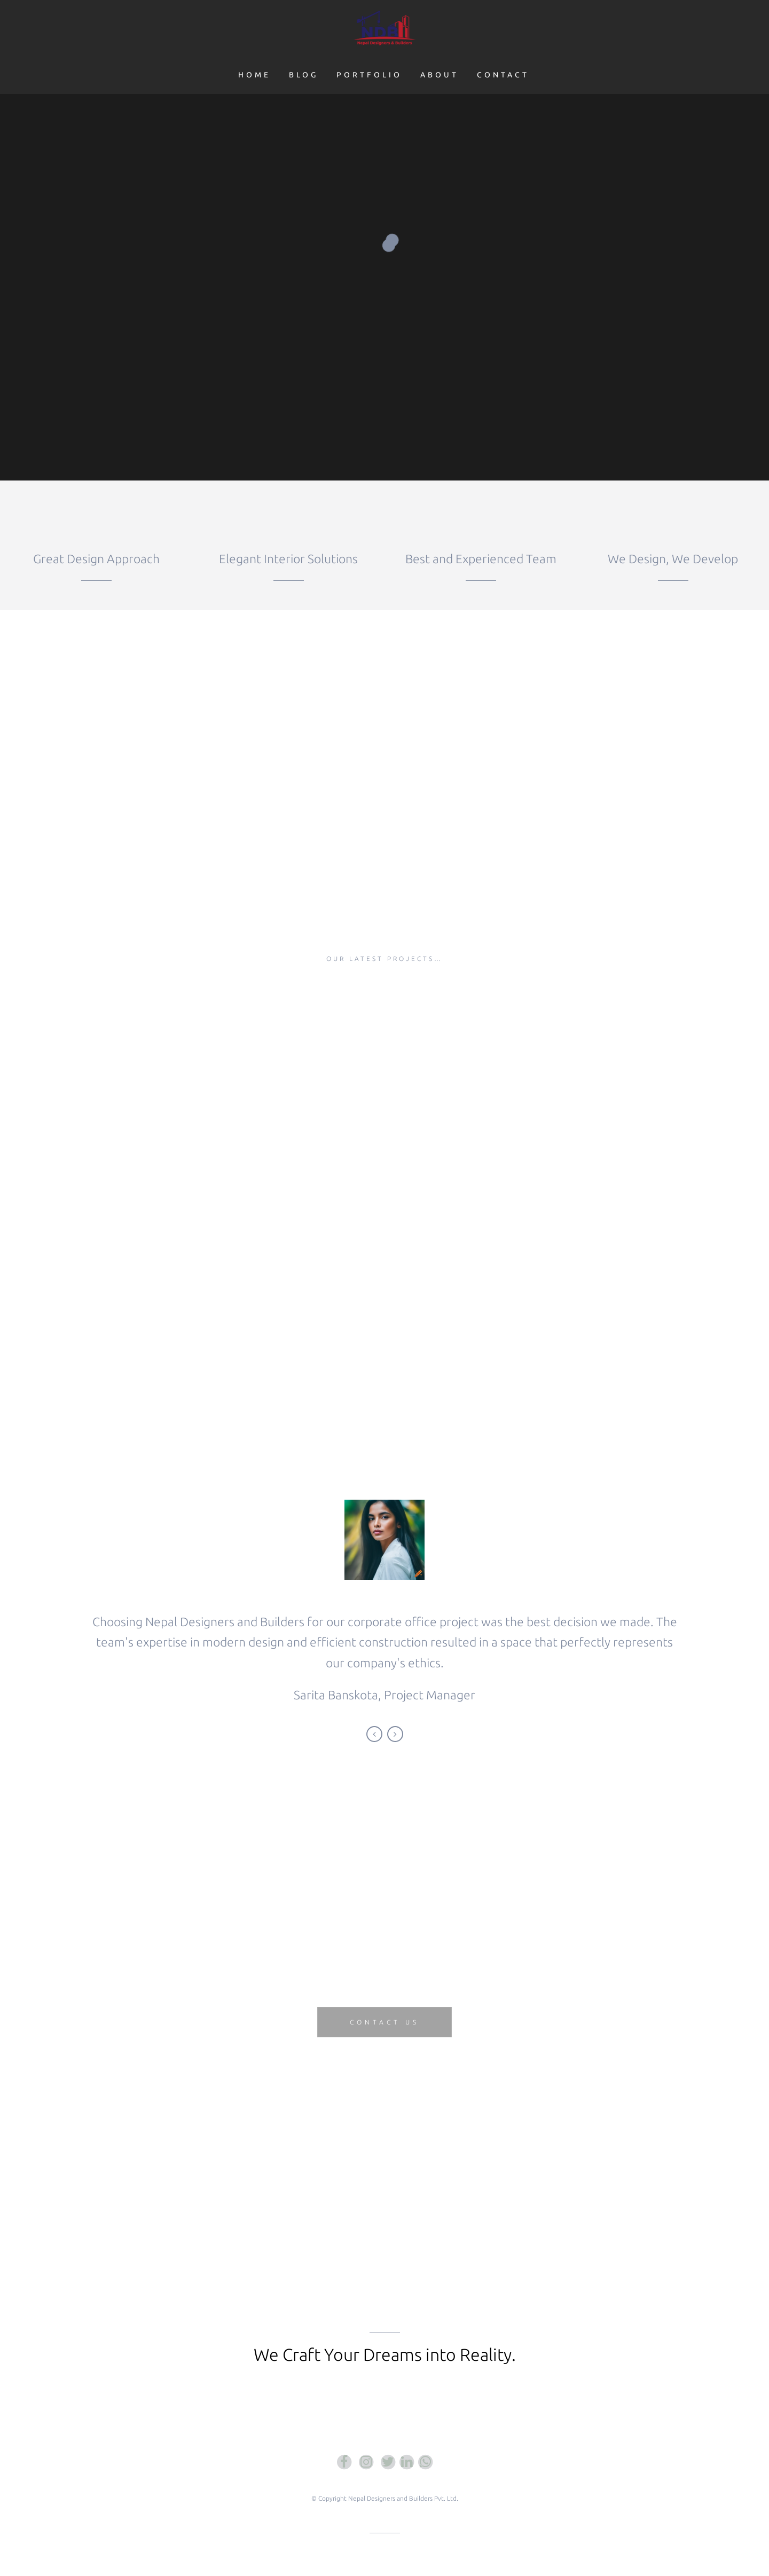 Nepal Designers & Builders
HOME BLOG PORTFOLIO ABOUT CONTACT
Great Design Approach
Elegant Interior Solutions
Best and Experienced Team
We Design, We Develop
OUR LATEST PROJECTS…
Choosing Nepal Designers and Builders for our corporate office project was the best decision we made. The
team's expertise in modern design and efficient construction resulted in a space that perfectly represents
our company's ethics.
Sarita Banskota, Project Manager
CONTACT US
We Craft Your Dreams into Reality.
© Copyright Nepal Designers and Builders Pvt. Ltd.